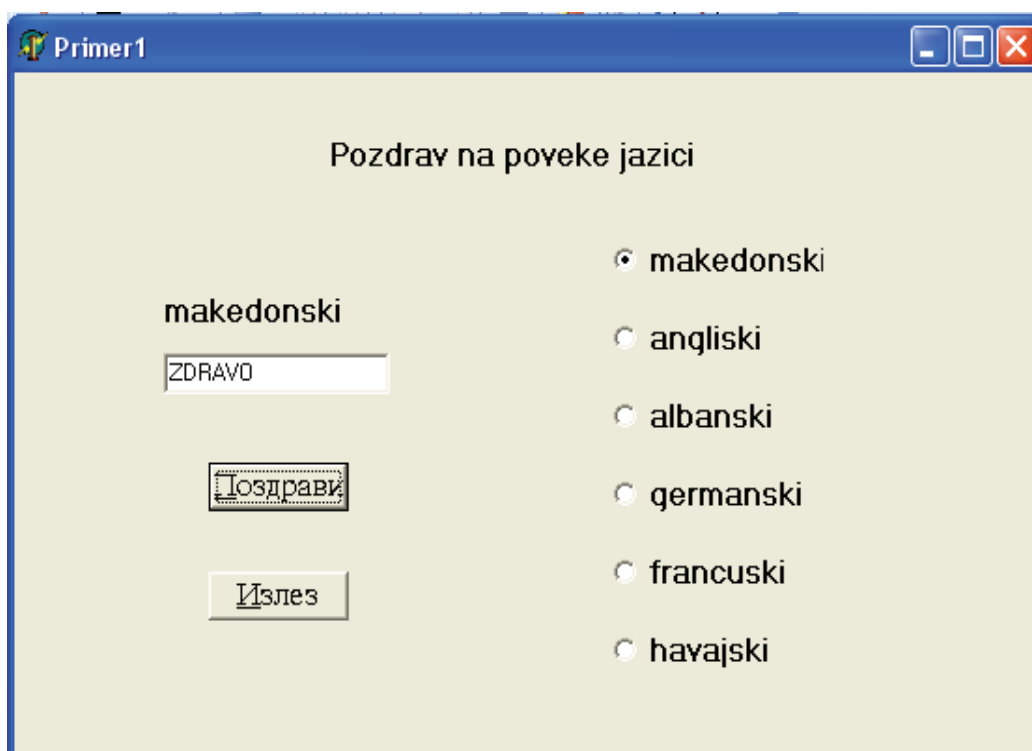 Primer1
Pozdrav na poveke jazici
makedonski
ZDRAVO
Поздрави
Излез
makedonski
angliski
albanski
germanski
francuski
havajski